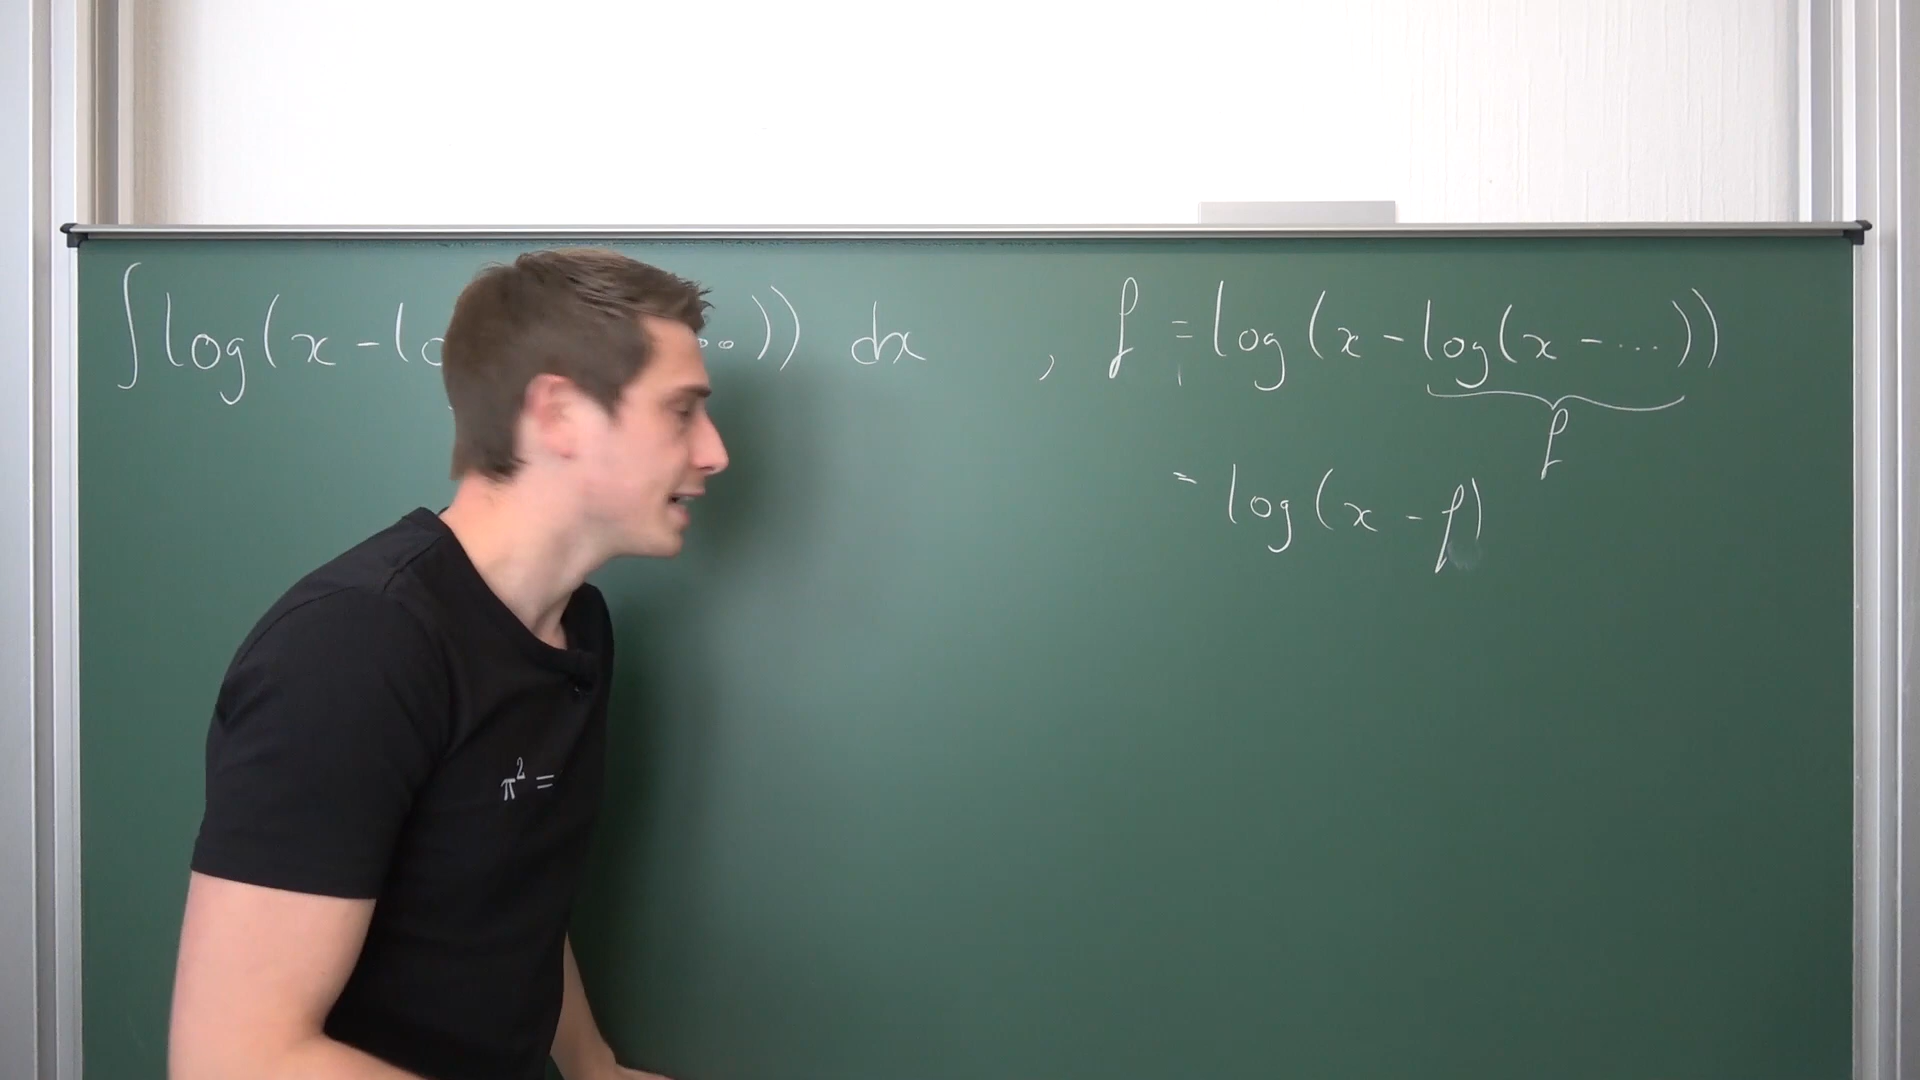 ∫ log(x - lo ...)) dx , f = log(x - log(x - ...))
f
= log(x - f)
π² =